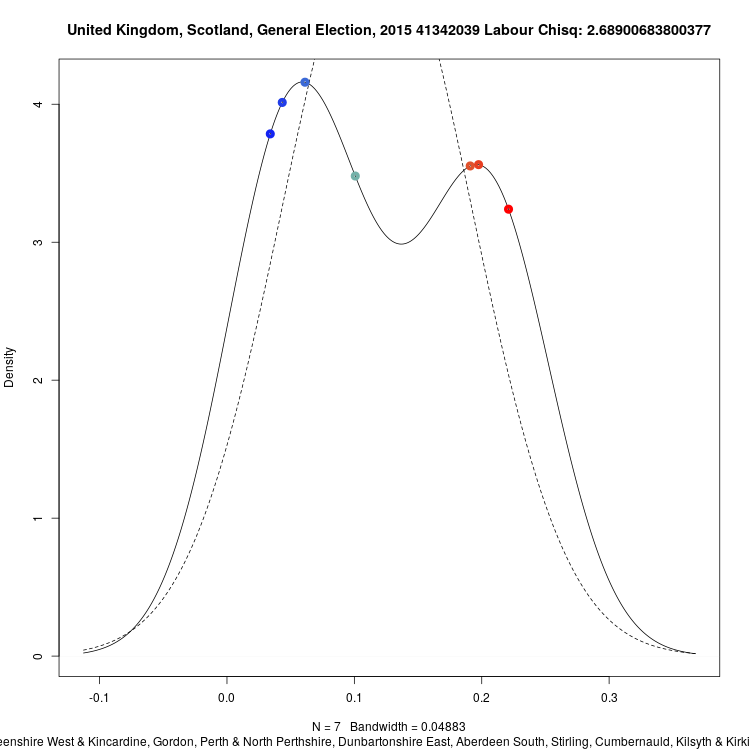 United Kingdom, Scotland, General Election, 2015 41342039 Labour Chisq: 2.68900683800377
Density
4
3
2
1
0
-0.1 0.0 0.1 0.2 0.3
N = 7 Bandwidth = 0.04883
eenshire West & Kincardine, Gordon, Perth & North Perthshire, Dunbartonshire East, Aberdeen South, Stirling, Cumbernauld, Kilsyth & Kirki